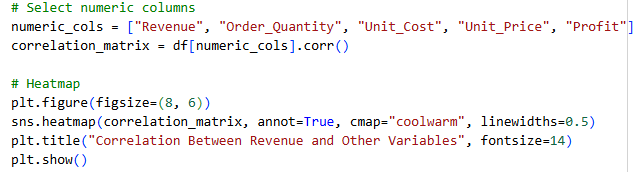 # Select numeric columns
numeric_cols = ["Revenue", "Order_Quantity", "Unit_Cost", "Unit_Price", "Profit"]
correlation_matrix = df[numeric_cols].corr()
# Heatmap
plt.figure(figsize=(8, 6))
sns.heatmap(correlation_matrix, annot=True, cmap="coolwarm", linewidths=0.5)
plt.title("Correlation Between Revenue and Other Variables", fontsize=14)
plt.show()